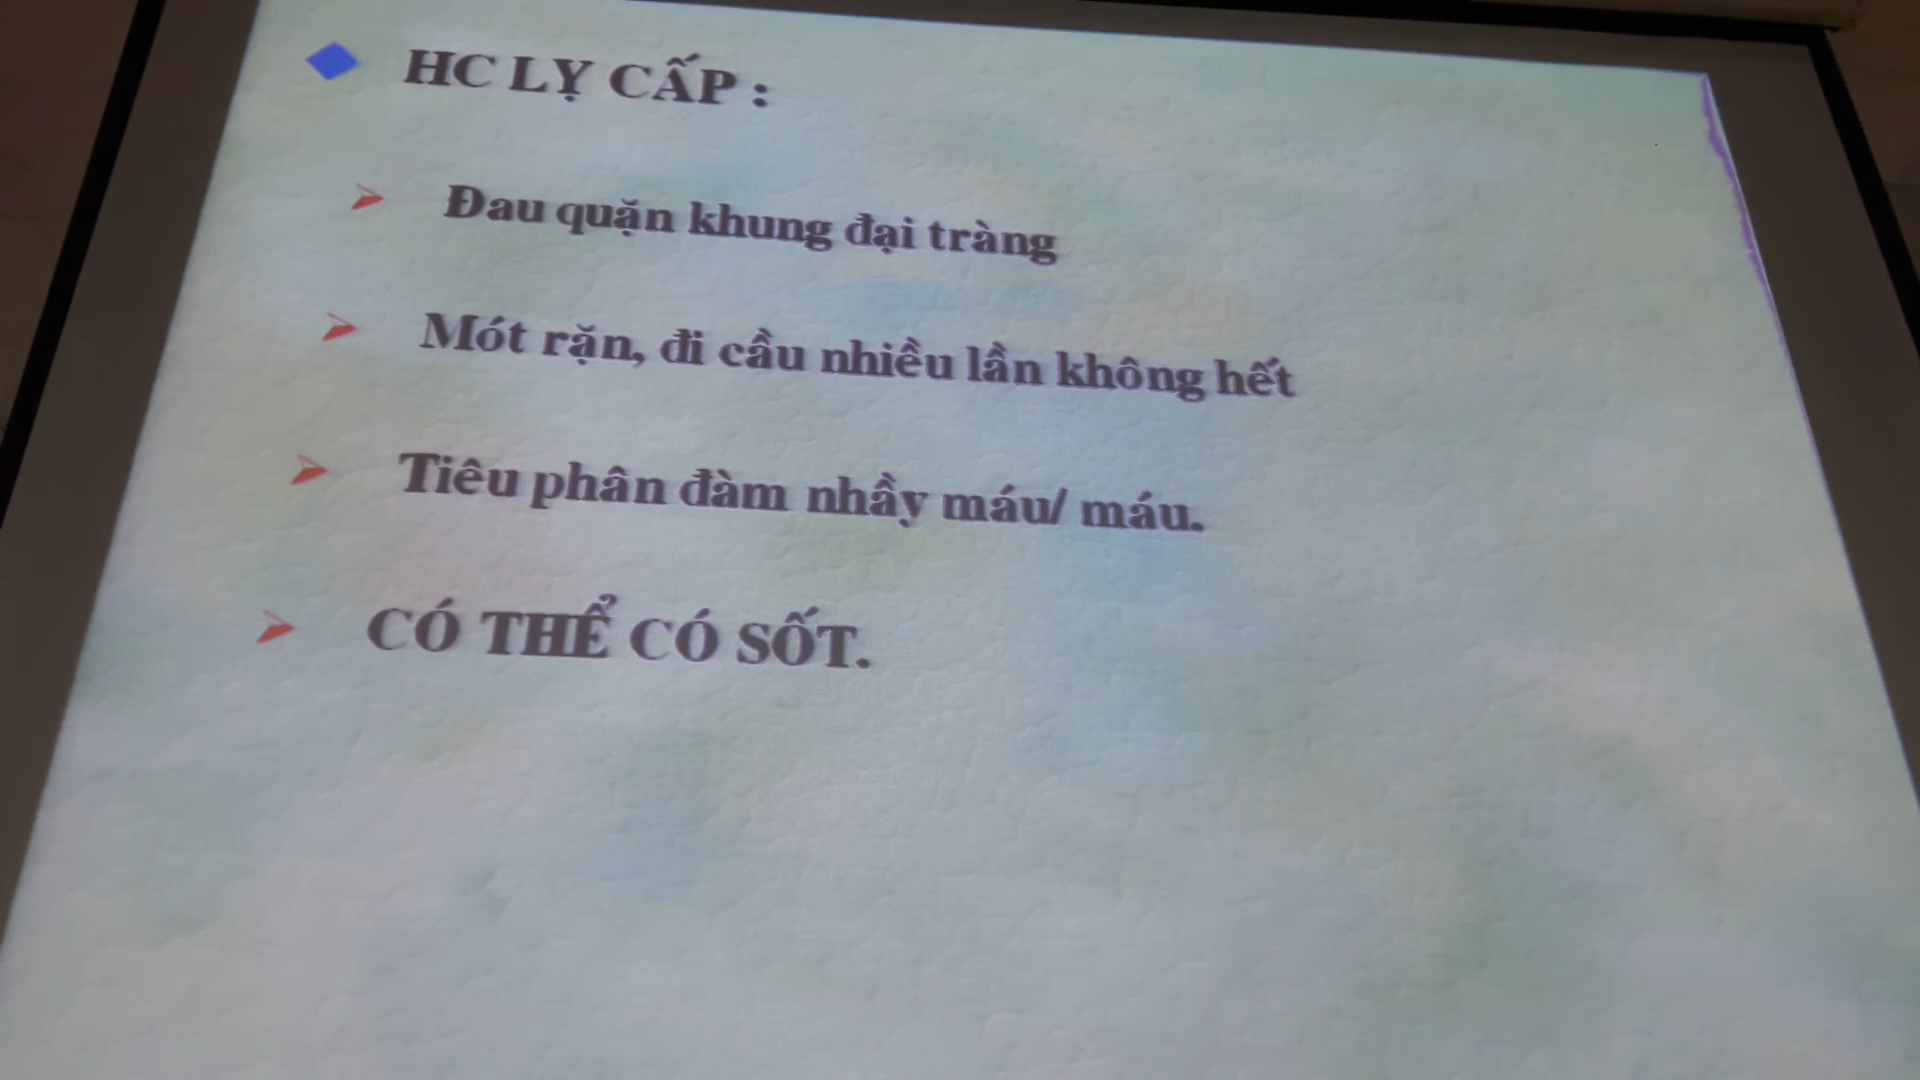 HC LỴ CẤP :
Đau quặn khung đại tràng
Mót rặn, đi cầu nhiều lần không hết
Tiêu phân đàm nhầy máu/ máu.
CÓ THỂ CÓ SỐT.